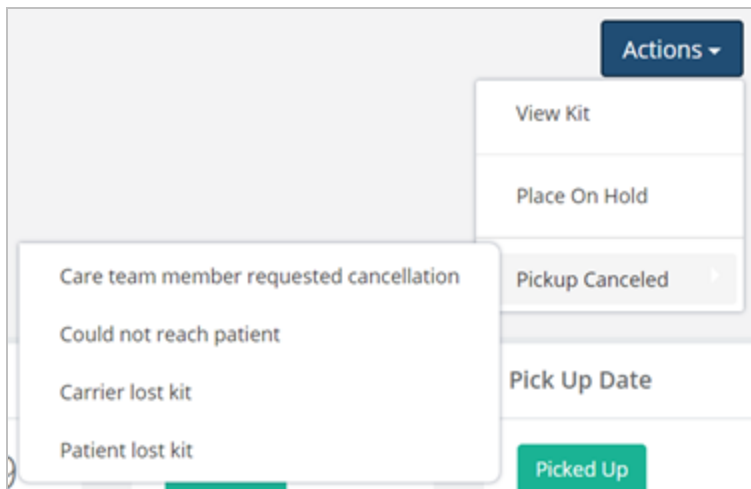 Actions
View Kit
Place On Hold
Pickup Canceled
Care team member requested cancellation
Could not reach patient
Carrier lost kit
Patient lost kit
Pick Up Date
Picked Up